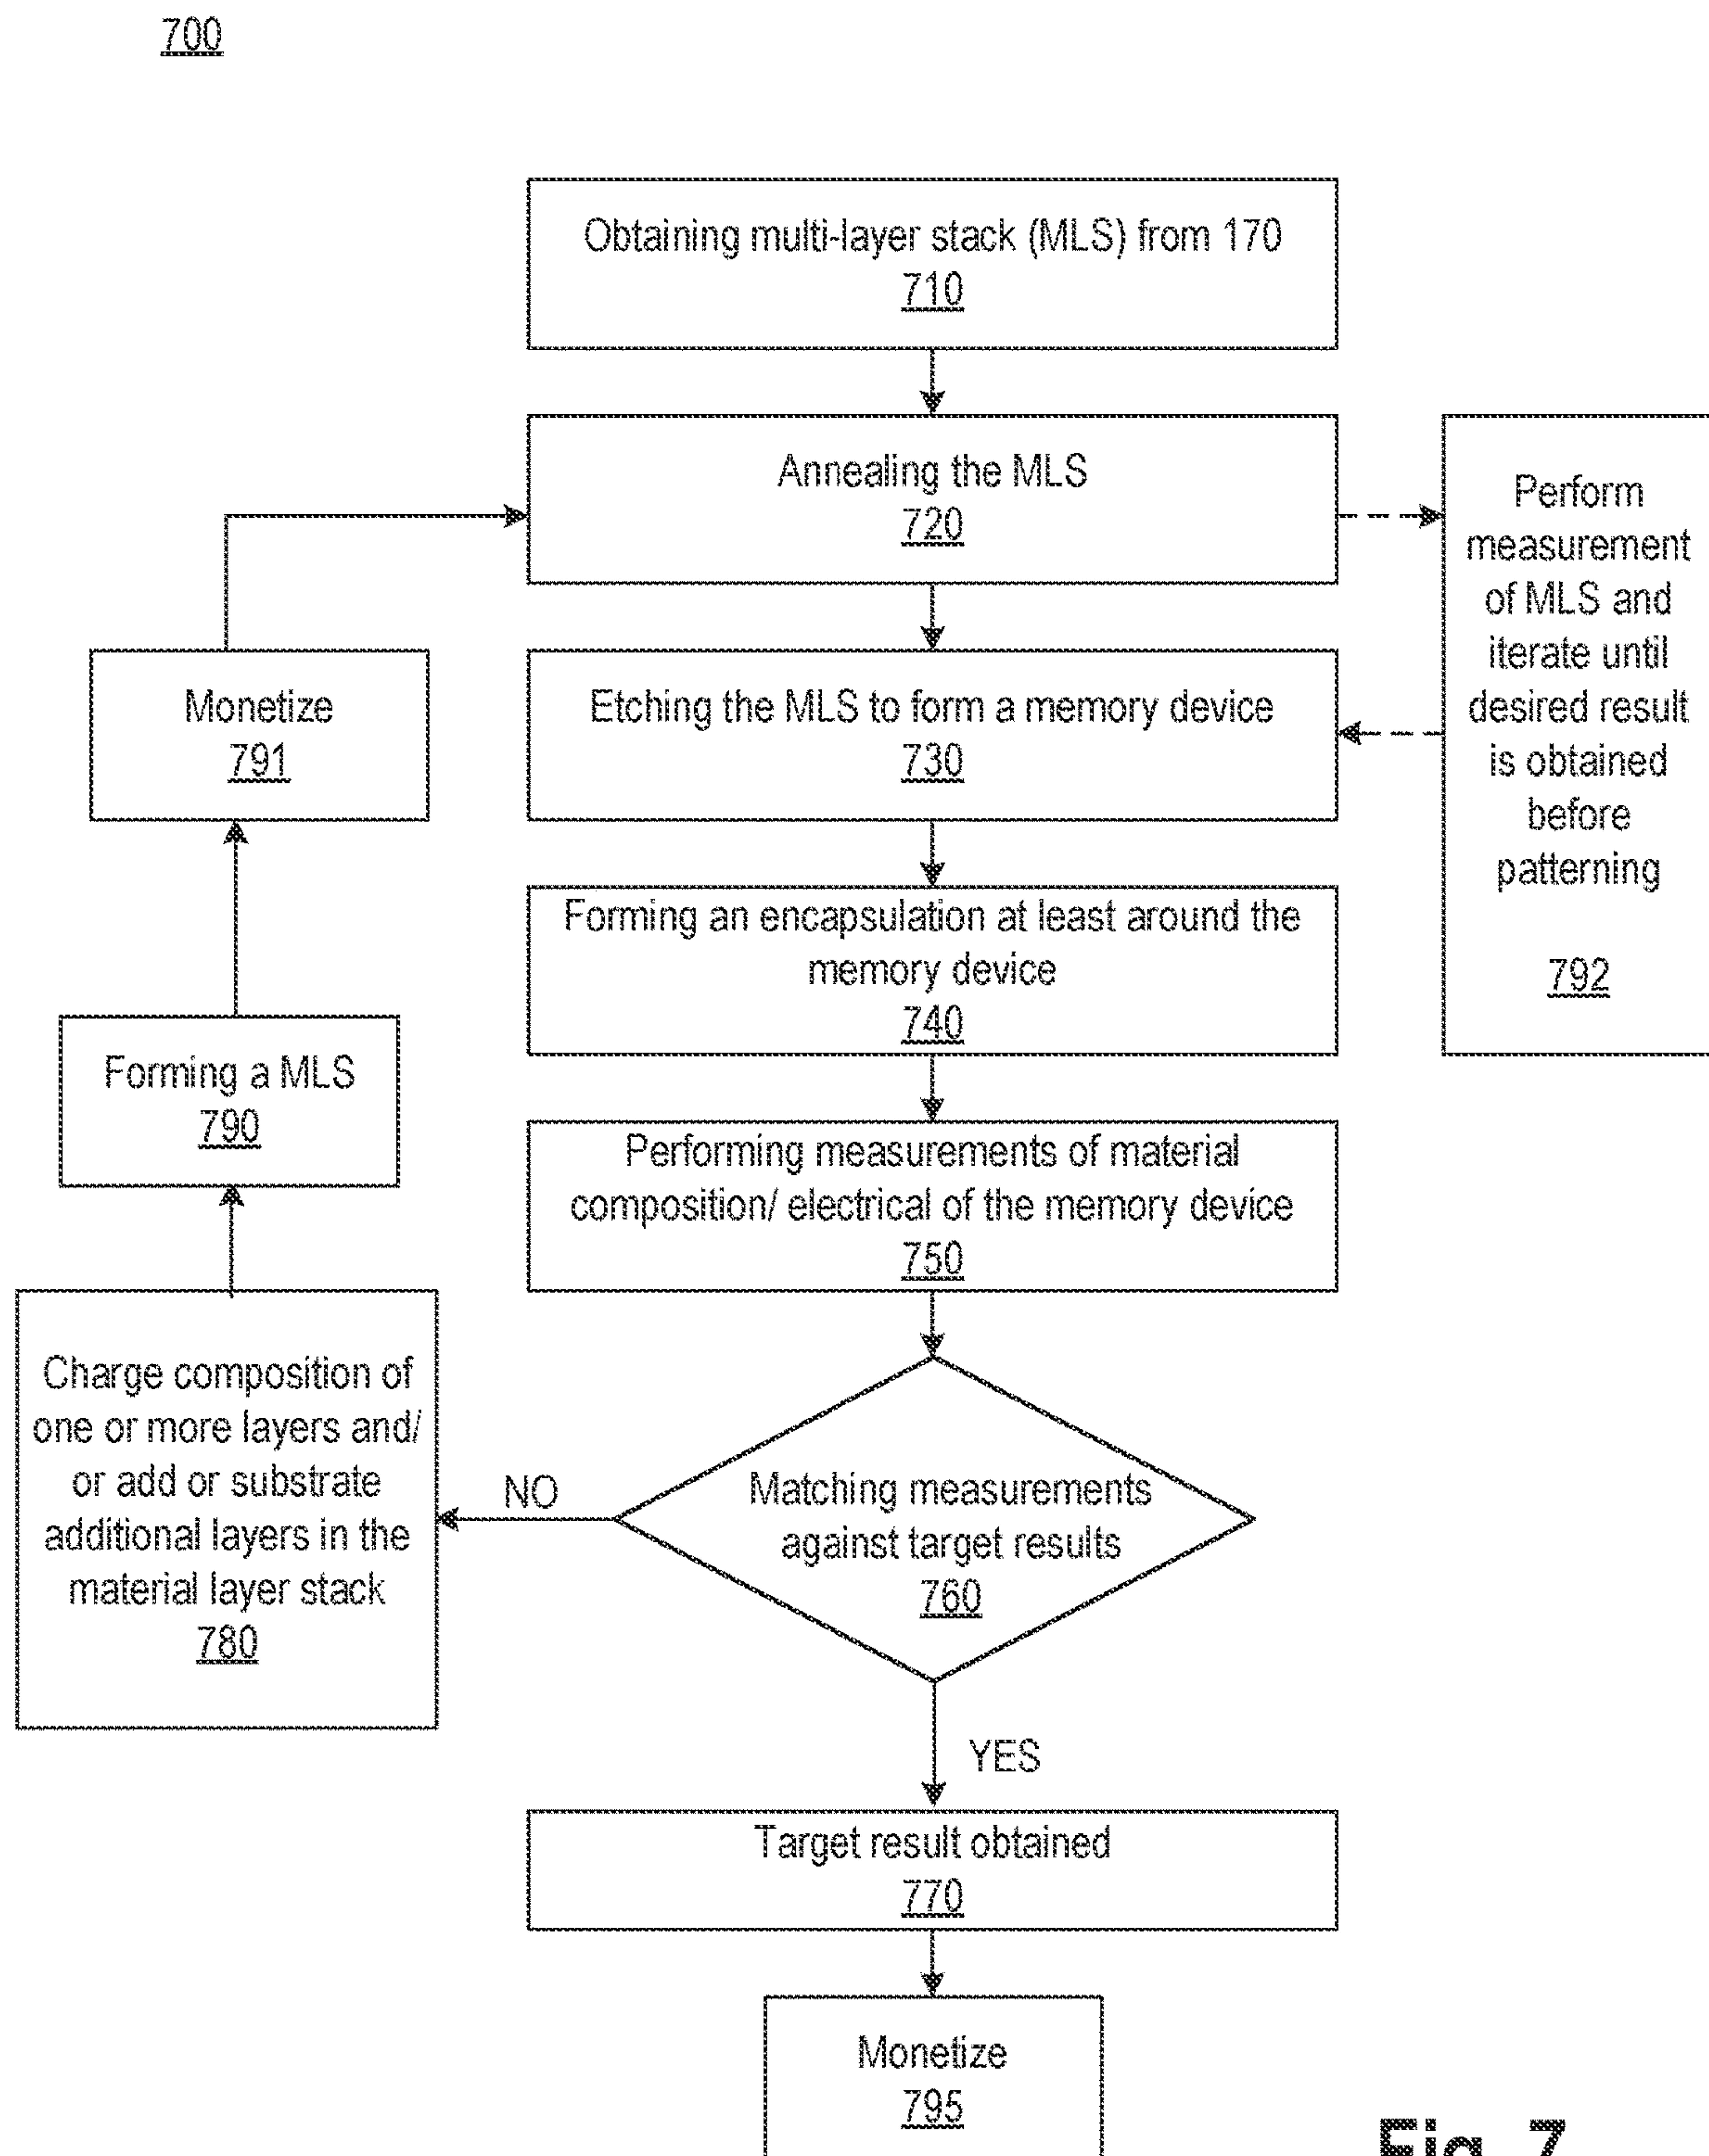 700
Obtaining multi-layer stack (MLS) from 170
710
Annealing the MLS
720
Perform
measurement
of MLS and
iterate until
desired result
is obtained
before
patterning
792
Monetize
791
Etching the MLS to form a memory device
730
Forming an encapsulation at least around the
memory device
740
Forming a MLS
790
Performing measurements of material
composition/ electrical of the memory device
750
Charge composition of
one or more layers and/
or add or substrate
additional layers in the
material layer stack
780
NO
Matching measurements
against target results
760
YES
Target result obtained
770
Monetize
795
Fig. 7